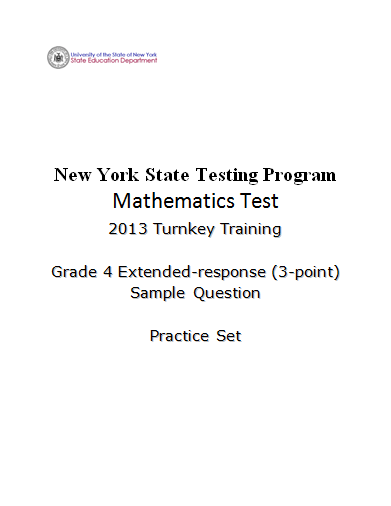 University of the State of New York
State Education Department
New York State Testing Program
Mathematics Test
2013 Turnkey Training
Grade 4 Extended-response (3-point)
Sample Question
Practice Set